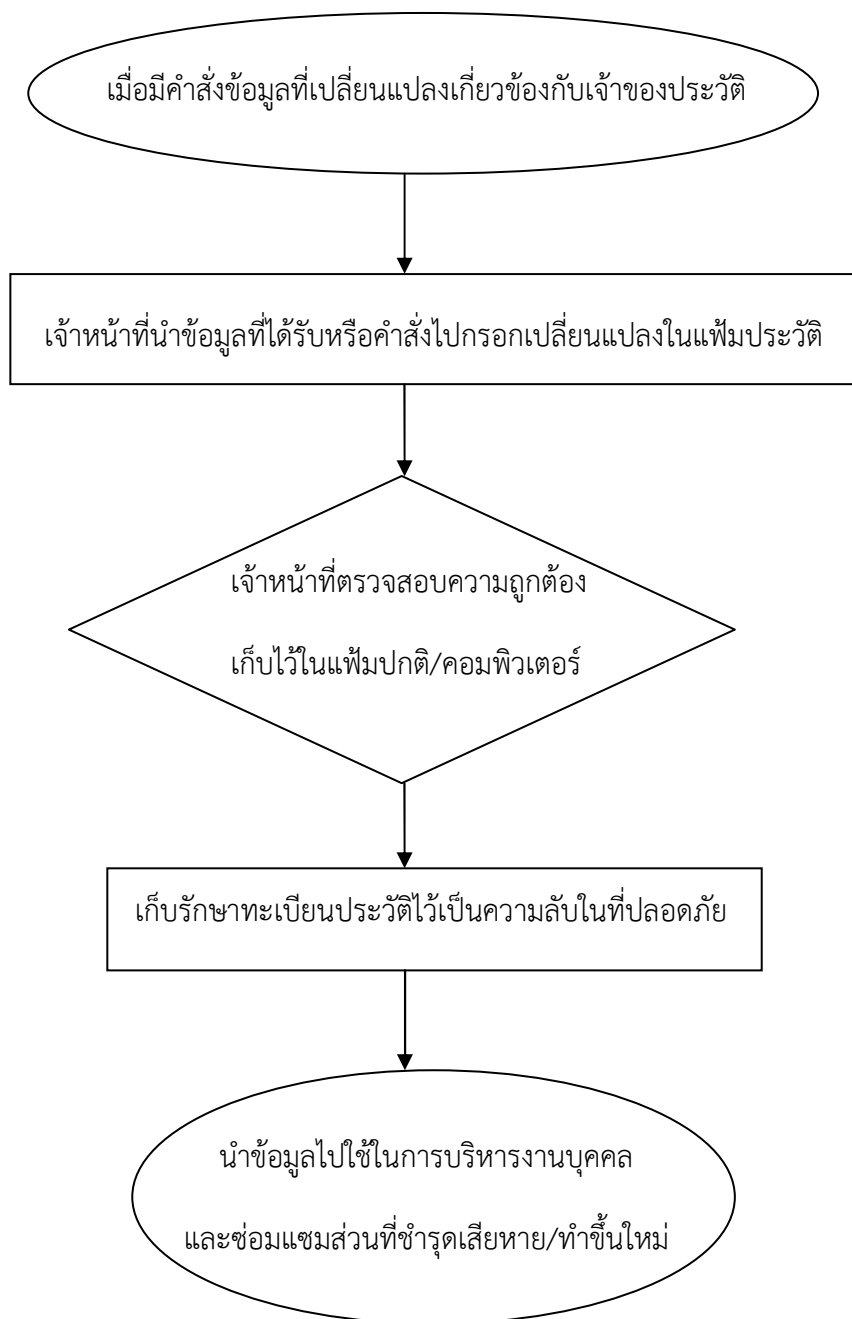 เมื่อมีคำสั่งข้อมูลที่เปลี่ยนแปลงเกี่ยวข้องกับเจ้าของประวัติ
เจ้าหน้าที่นำข้อมูลที่ได้รับหรือคำสั่งไปกรอกเปลี่ยนแปลงในแฟ้มประวัติ
เจ้าหน้าที่ตรวจสอบความถูกต้อง
เก็บไว้ในแฟ้มปกติ/คอมพิวเตอร์
เก็บรักษาทะเบียนประวัติไว้เป็นความลับในที่ปลอดภัย
นำข้อมูลไปใช้ในการบริหารงานบุคคล
และซ่อมแซมส่วนที่ชำรุดเสียหาย/ทำขึ้นใหม่